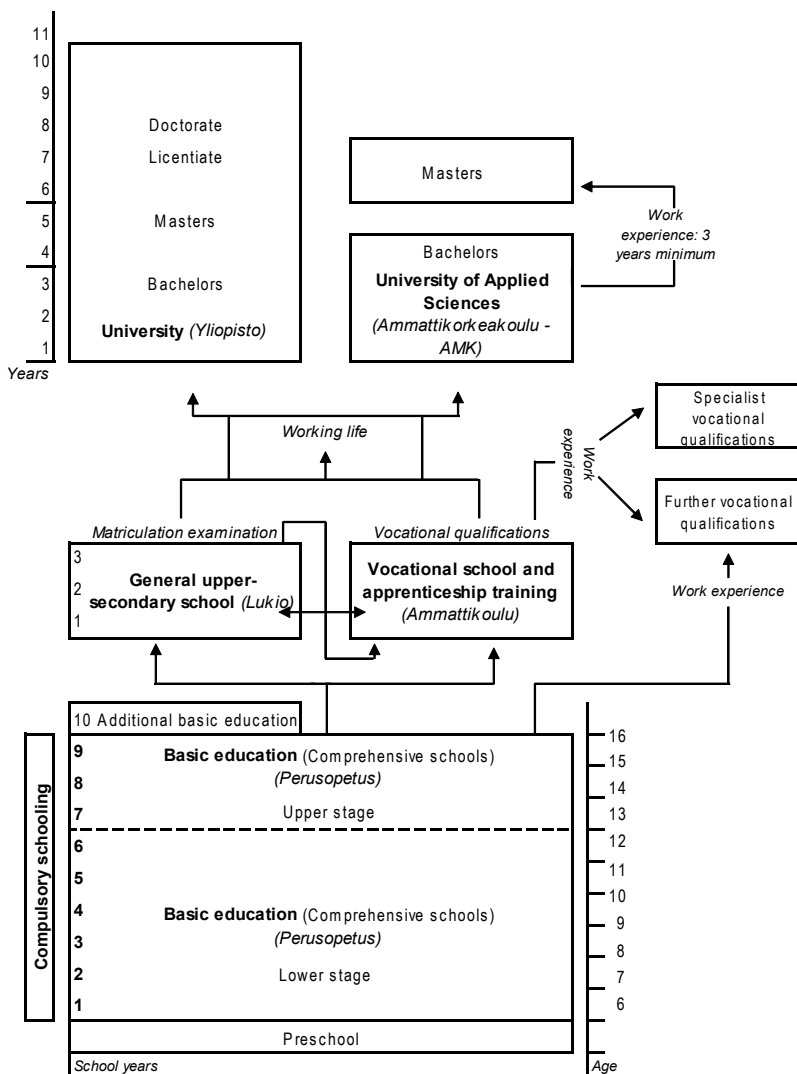 11
10
9
8
7
6
5
4
3
2
1
Years
Doctorate
Licentiate
Masters
Bachelors
University (Yliopisto)
Masters
Bachelors
University of Applied
Sciences
(Ammattikorkeakoulu -
AMK)
Work
experience: 3
years minimum
Working life
Work
experience
Specialist
vocational
qualifications
Further vocational
qualifications
Work experience
Matriculation examination
3
2
1
General upper-
secondary school (Lukio)
Vocational qualifications
Vocational school and
apprenticeship training
(Ammattikoulu)
10 Additional basic education
Compulsory schooling
9
8
7
6
5
4
3
2
1
Basic education (Comprehensive schools)
(Perusopetus)
Upper stage
Basic education (Comprehensive schools)
(Perusopetus)
Lower stage
Preschool
School years
16
15
14
13
12
11
10
9
8
7
6
Age